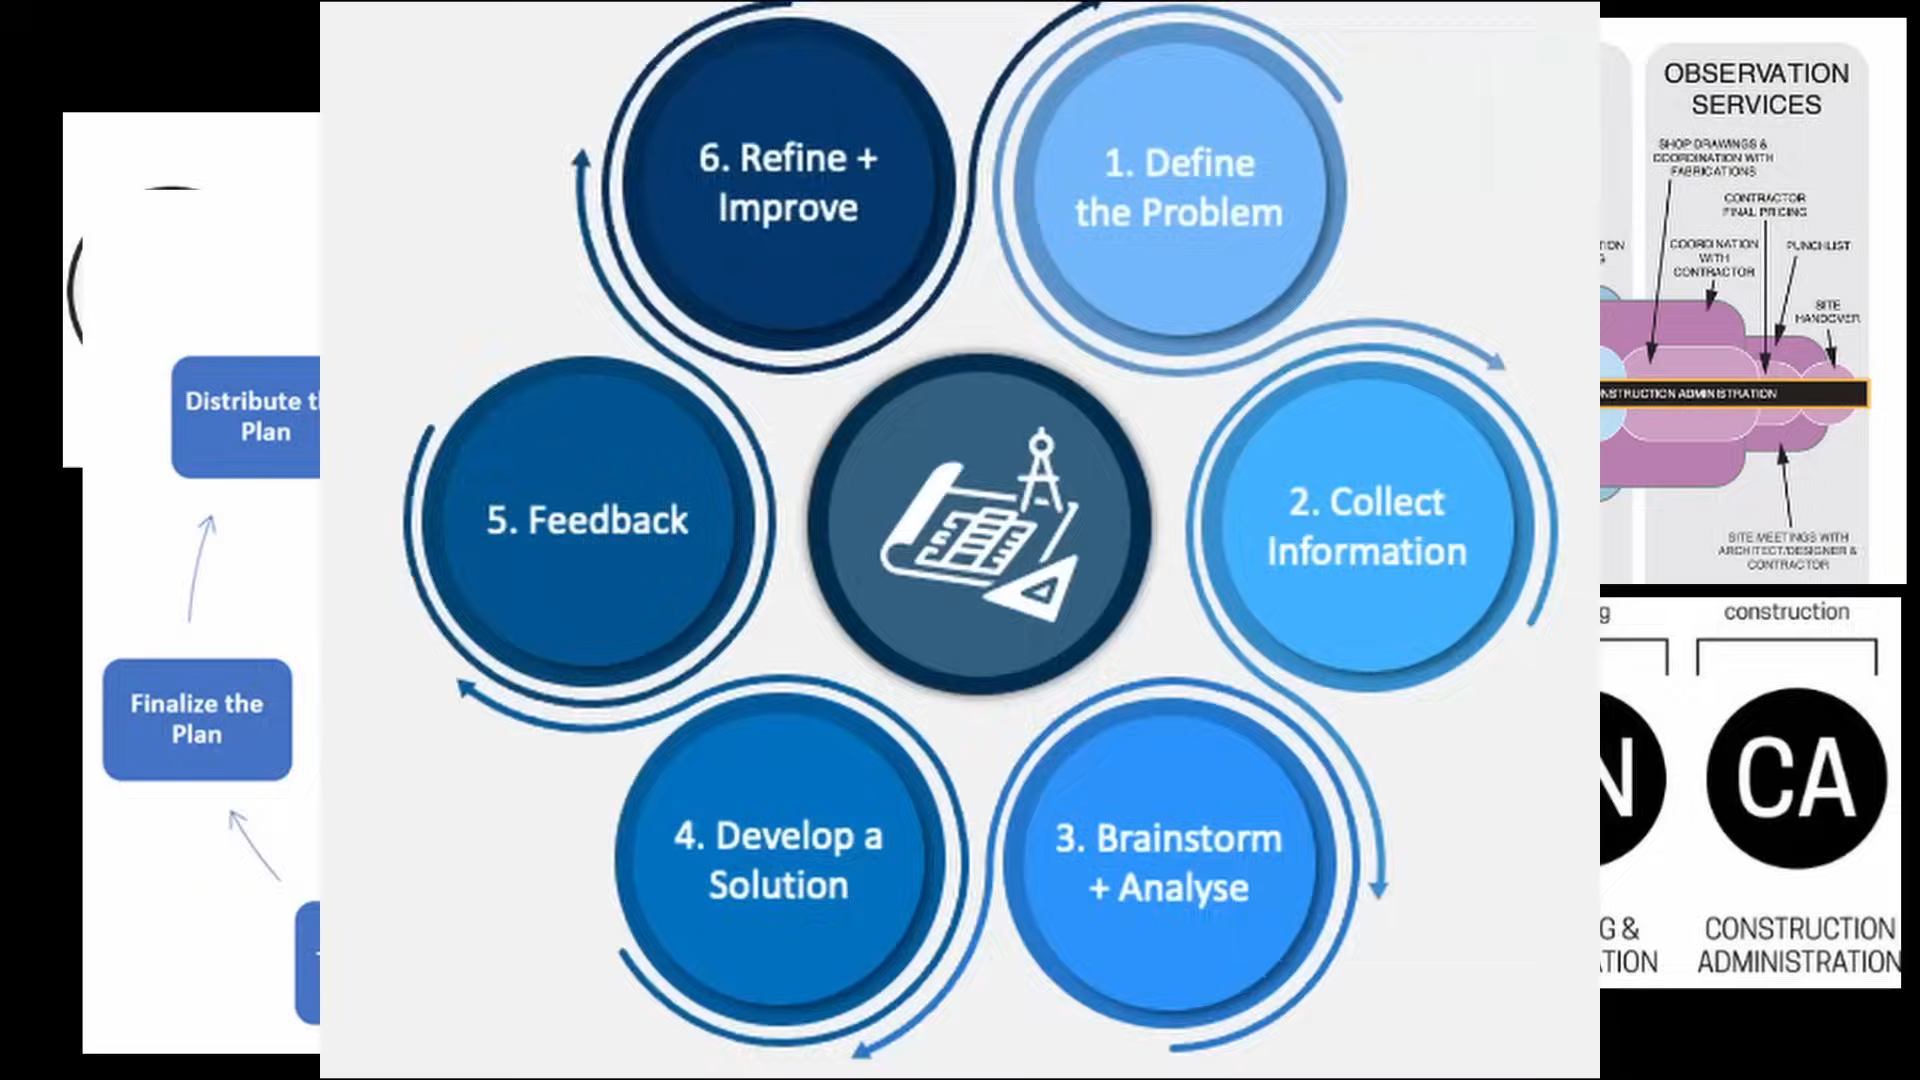 6. Refine +
Improve
1. Define
the Problem
5. Feedback
2. Collect
Information
4. Develop a
Solution
3. Brainstorm
+ Analyse
Distribute
Plan
Finalize the
Plan
OBSERVATION
SERVICES
SHOP DRAWINGS &
COORDINATION WITH
FABRICATIONS
CONTRACTOR
FINAL PRICING
COORDINATION
WITH
CONTRACTOR
PUNCHLIST
SITE
HANDOVER
NSTRUCTION ADMINISTRATION
SITE MEETINGS WITH
ARCHITECT/DESIGNER &
CONTRACTOR
construction
N
CA
G &
TION
CONSTRUCTION
ADMINISTRATION